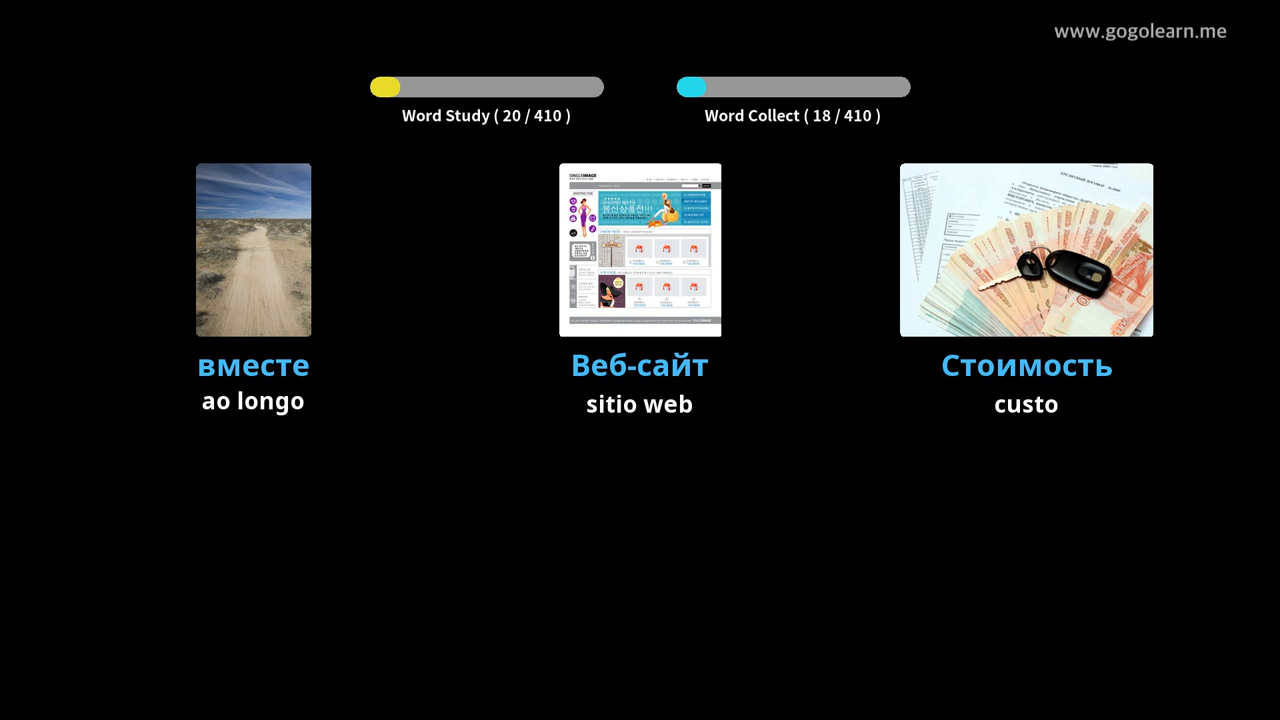 www.gogolearn.me
Word Study ( 20 / 410 )
Word Collect ( 18 / 410 )
вместе
ao longo
Веб-сайт
sitio web
Стоимость
custo